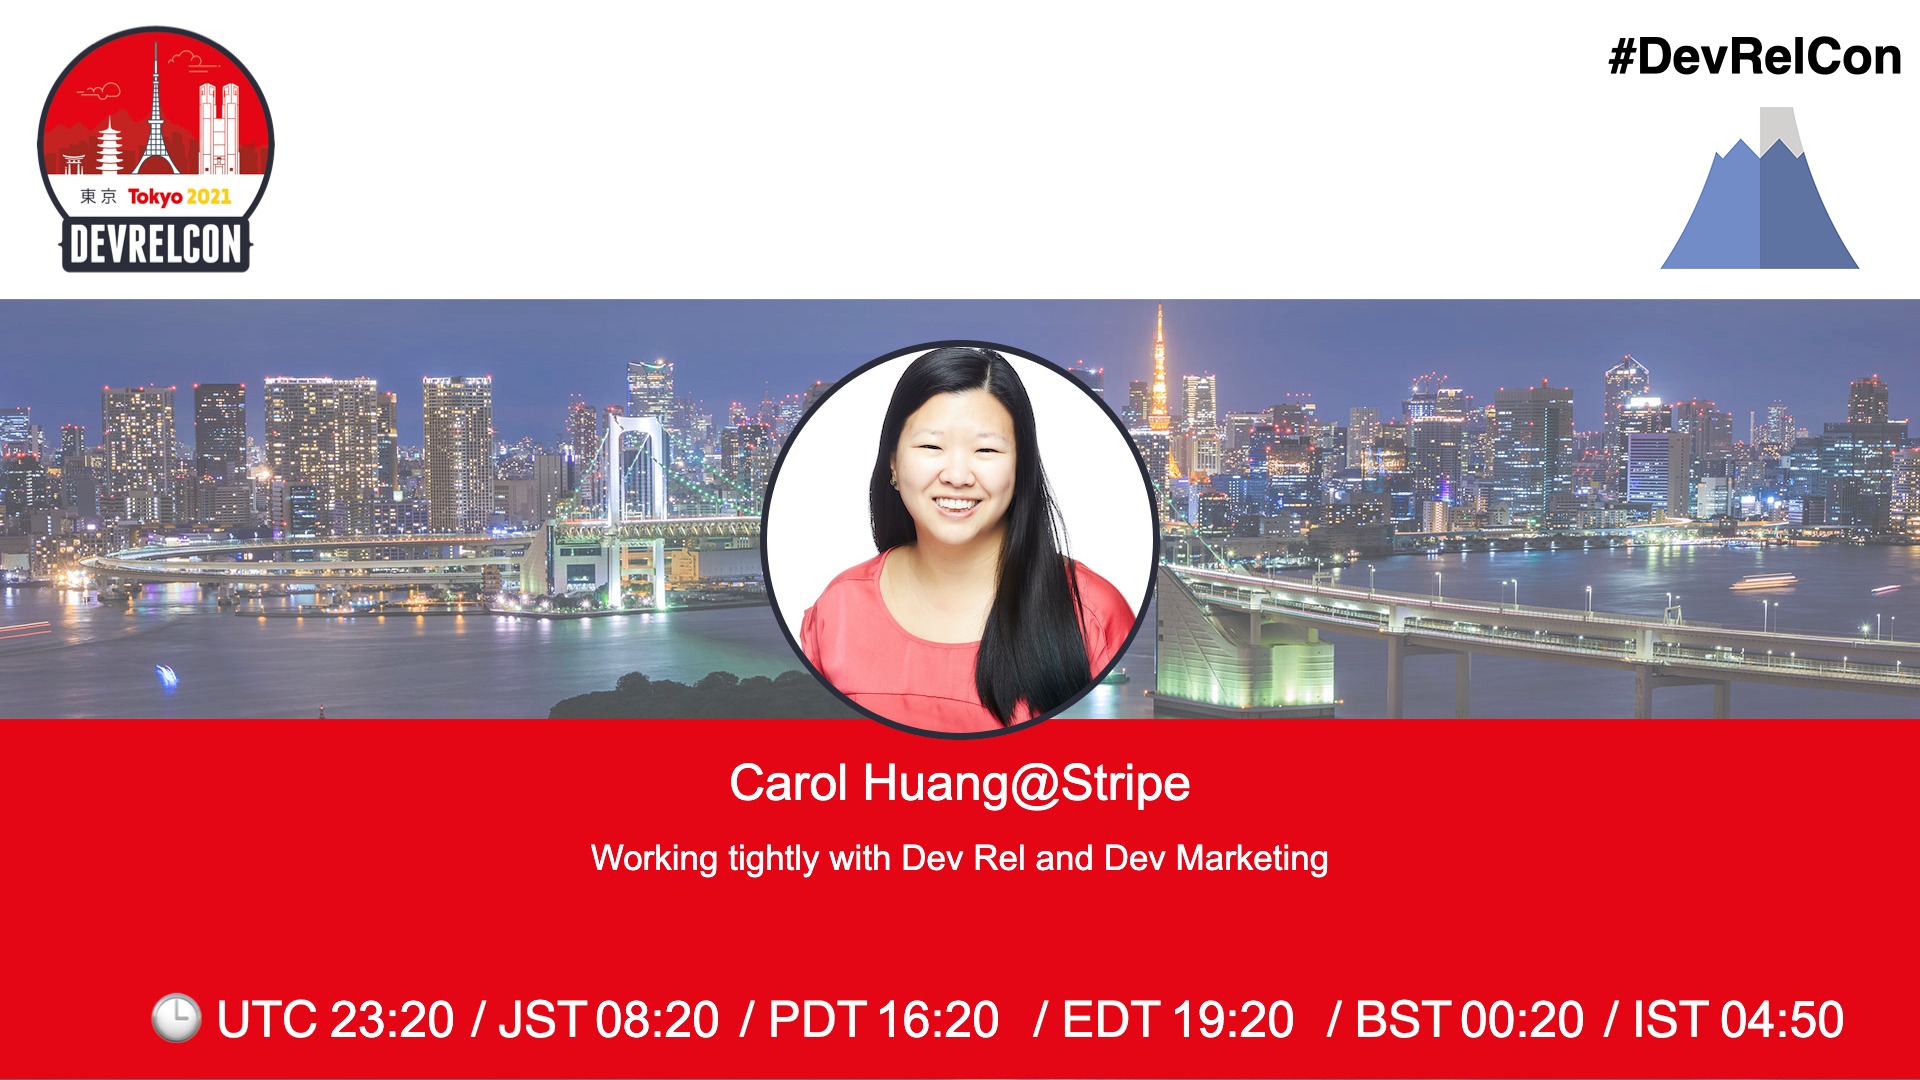 #DevRelCon
東京 Tokyo 2021
DEVRELCON
Carol Huang@Stripe
Working tightly with Dev Rel and Dev Marketing
UTC 23:20 / JST 08:20 / PDT 16:20 / EDT 19:20 / BST 00:20 / IST 04:50